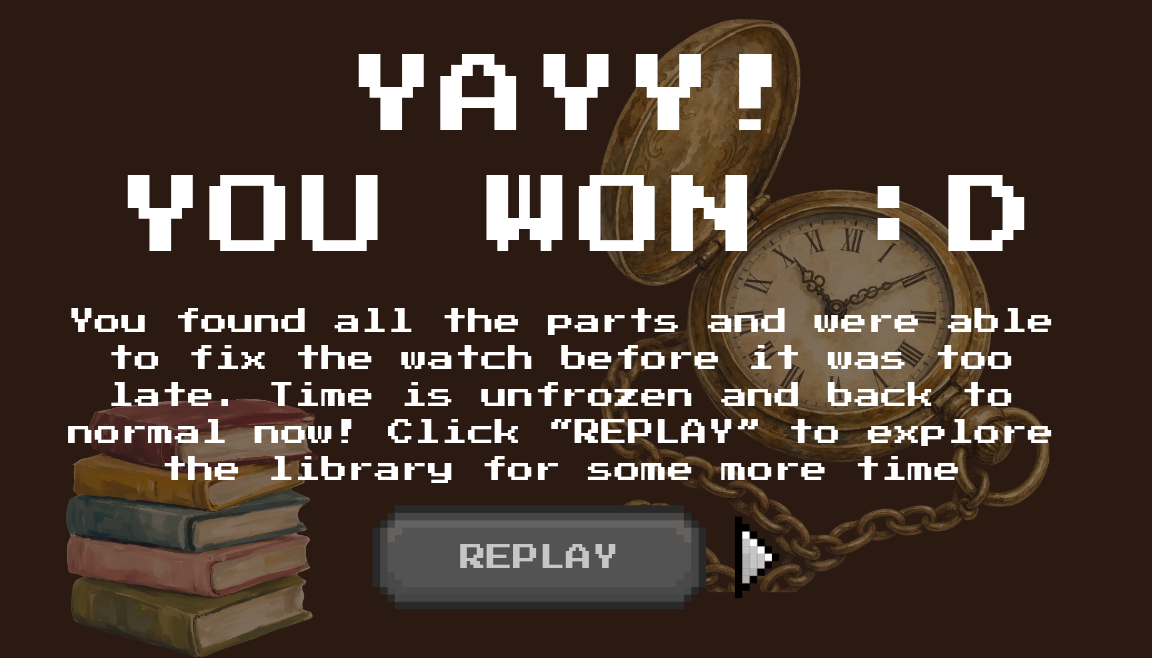 YAYY!
YOU WON :D
You found all the parts and were able
to fix the watch before it was too
late. Time is unfrozen and back to
normal now! Click "REPLAY" to explore
the library for some more time
REPLAY
XII